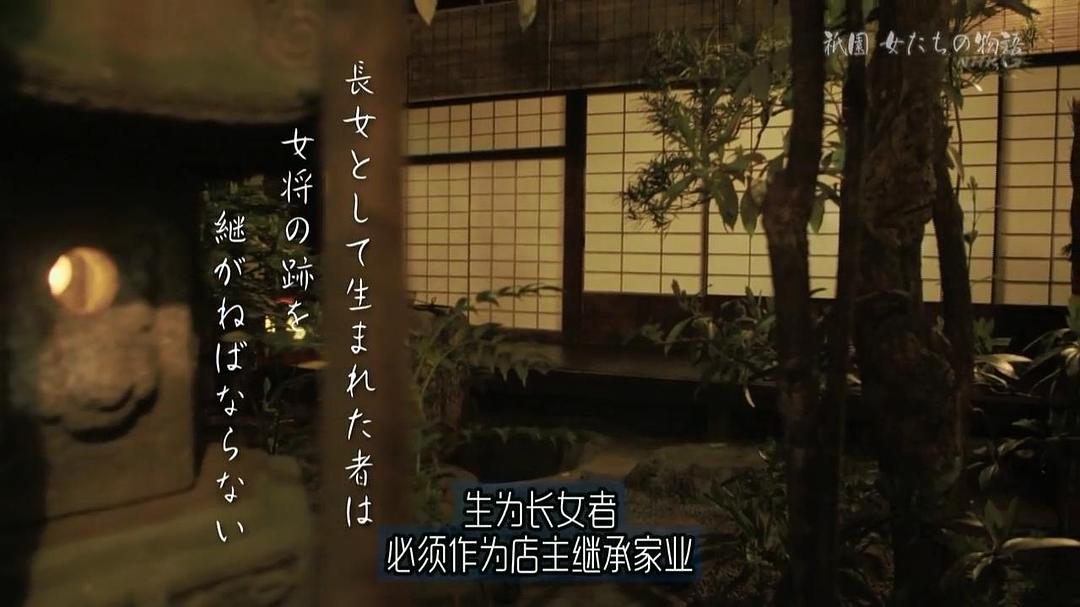 長女として生まれた者は
女将の跡を
継がねばならない
祇園 女たちの物語
NHK G
生为长女者
必须作为店主继承家业